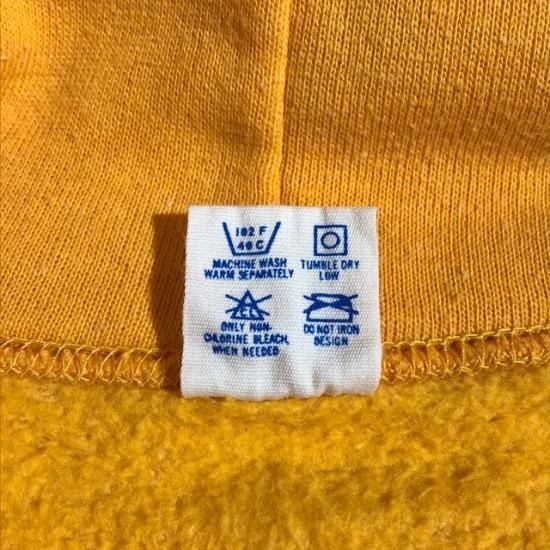 102 F
40 C
MACHINE WASH
WARM SEPARATELY
TUMBLE DRY
LOW
CL
ONLY NON-
CHLORINE BLEACH,
WHEN NEEDED
DO NOT IRON
DESIGN